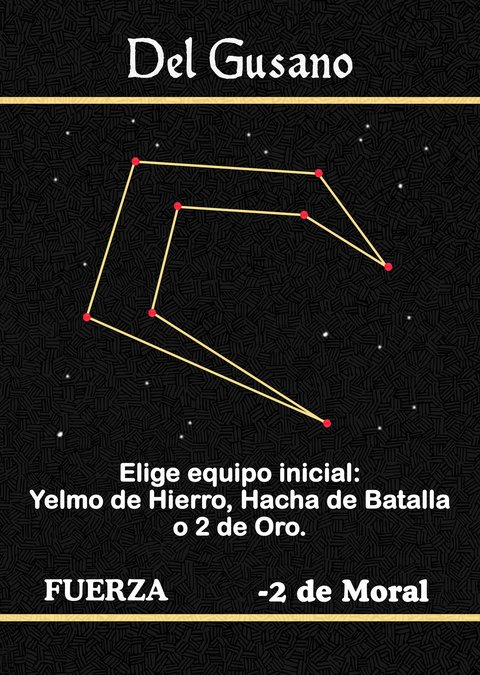 Del Gusano
Elige equipo inicial:
Yelmo de Hierro, Hacha de Batalla
o 2 de Oro.
FUERZA
-2 de Moral